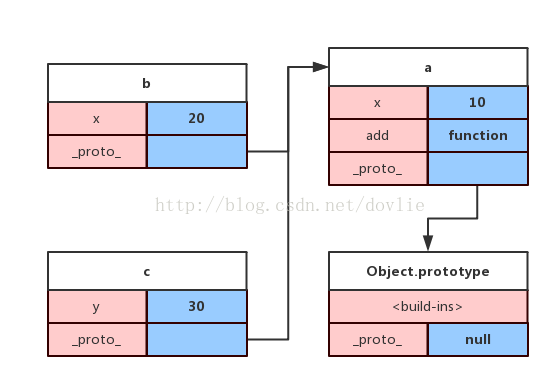 b
x 20
_proto_
a
x 10
add function
_proto_
http://blog.csdn.net/dovlie
c
y 30
_proto_
Object.prototype
<build-ins>
_proto_ null